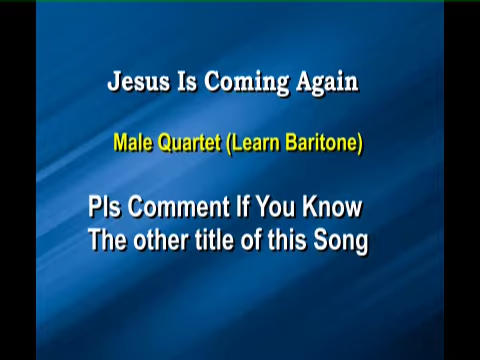 Jesus Is Coming Again
Male Quartet (Learn Baritone)
Pls Comment If You Know
The other title of this Song